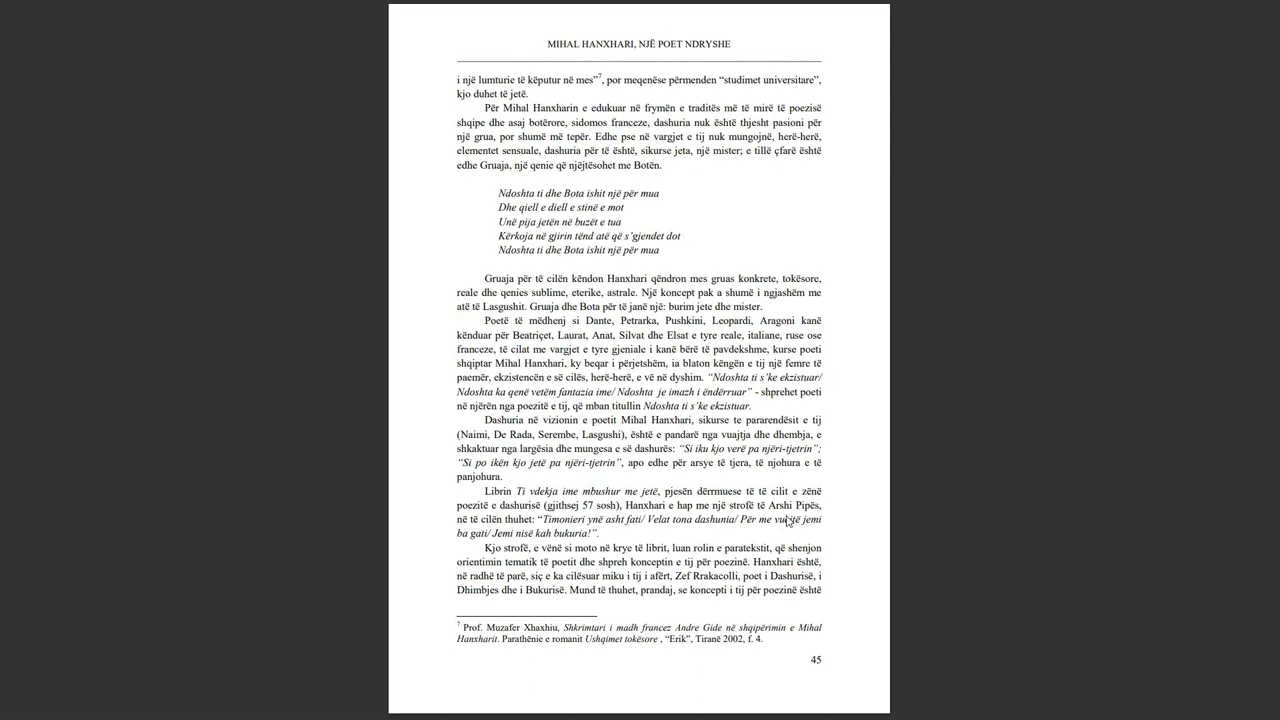 MIHAL HANXHARI, NJË POET NDRYSHE
i një lumturie të këputur në mes”7, por meqenëse përmenden “studimet universitare”,
kjo duhet të jetë.
Për Mihal Hanxharin e edukuar në frymën e traditës më të mirë të poezisë
shqipe dhe asaj botërore, sidomos franceze, dashuria nuk është thjesht pasioni për
një grua, por shumë më tepër. Edhe pse në vargjet e tij nuk mungojnë, herë-herë,
elementet sensuale, dashuria për të është, sikurse jeta, një mister; e tillë çfarë është
edhe Gruaja, një qenie që njëjtësohet me Botën.
Ndoshta ti dhe Bota ishit një për mua
Dhe qiell e diell e stinë e mot
Unë pija jetën në buzët e tua
Kërkoja në gjirin tënd atë që s’gjendet dot
Ndoshta ti dhe Bota ishit një për mua
Gruaja për të cilën këndon Hanxhari qëndron mes gruas konkrete, tokësore,
reale dhe qenies sublime, eterike, astrale. Një koncept pak a shumë i ngjashëm me
atë të Lasgushit. Gruaja dhe Bota për të janë një: burim jete dhe mister.
Poetë të mëdhenj si Dante, Petrarka, Pushkini, Leopardi, Aragoni kanë
kënduar për Beatriçet, Laurat, Anat, Silvat dhe Elsat e tyre reale, italiane, ruse ose
franceze, të cilat me vargjet e tyre gjeniale i kanë bërë të pavdekshme, kurse poeti
shqiptar Mihal Hanxhari, ky beqar i përjetshëm, ia blaton këngën e tij një femre të
paemër, ekzistencën e së cilës, herë-herë, e vë në dyshim. “Ndoshta ti s’ke ekzistuar/
Ndoshta ka qenë vetëm fantazia ime/ Ndoshta je imazh i ëndërruar” - shprehet poeti
në njërën nga poezitë e tij, që mban titullin Ndoshta ti s’ke ekzistuar.
Dashuria në vizionin e poetit Mihal Hanxhari, sikurse te pararendësit e tij
(Naimi, De Rada, Serembe, Lasgushi), është e pandarë nga vuajtja dhe dhembja, e
shkaktuar nga largësia dhe mungesa e së dashurës: “Si iku kjo verë pa njëri-tjetrin”;
“Si po ikën kjo jetë pa njëri-tjetrin”, apo edhe për arsye të tjera, të njohura e të
panjohura.
Librin Ti vdekja ime mbushur me jetë, pjesën dërrmuese të të cilit e zënë
poezitë e dashurisë (gjithsej 57 sosh), Hanxhari e hap me një strofë të Arshi Pipës,
në të cilën thuhet: “Timonieri ynë asht fati/ Velat tona dashunia/ Për me të jemi
ba gati/ Jemi nisë kah bukuria!”.
Kjo strofë, e vënë si moto në krye të librit, luan rolin e paratekstit, që shenjon
orientimin tematik të poetit dhe shpreh konceptin e tij për poezinë. Hanxhari është,
në radhë të parë, siç e ka cilësuar miku i tij i afërt, Zef Rrakacolli, poet i Dashurisë, i
Dhimbjes dhe i Bukurisë. Mund të thuhet, prandaj, se koncepti i tij për poezinë është
7 Prof. Muzafer Xhaxhiu, Shkrimtari i madh francez Andre Gide në shqipërimin e Mihal
Hanxharit. Parathënie e romanit Ushqimet tokësore , “Erik”, Tiranë 2002, f. 4.
45